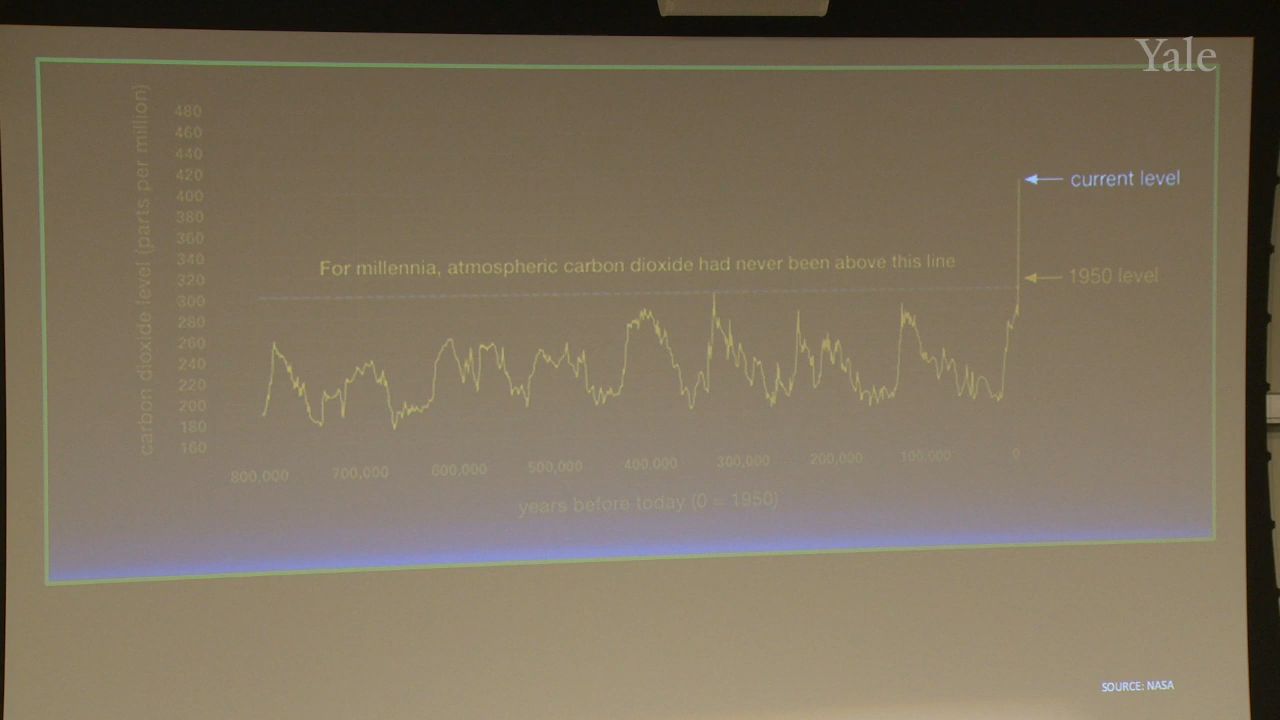 Yale
480
460
440
420
400
380
360
340
320
300
280
260
240
220
200
180
160
carbon dioxide level (parts per million)
current level
For millennia, atmospheric carbon dioxide had never been above this line
1950 level
800,000 700,000 600,000 500,000 400,000 300,000 200,000 100,000 0
years before today (0 = 1950)
SOURCE: NASA